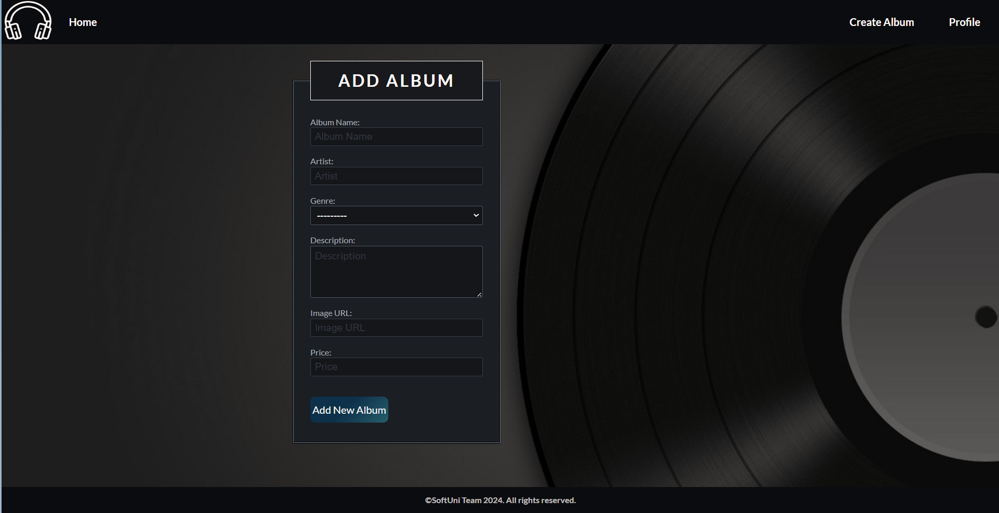 Home
Create Album
Profile
ADD ALBUM
Album Name:
Album Name
Artist:
Artist
Genre:
---------
Description:
Description
Image URL:
Image URL
Price:
Price
Add New Album
©SoftUni Team 2024. All rights reserved.